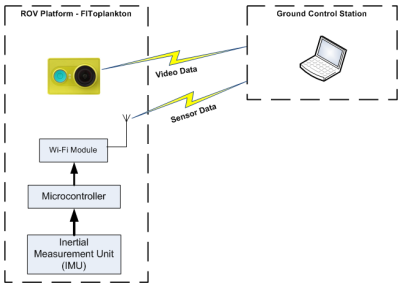 ROV Platform - FIToplankton
Ground Control Station
Video Data
Sensor Data
Wi-Fi Module
Microcontroller
Inertial
Measurement Unit
(IMU)